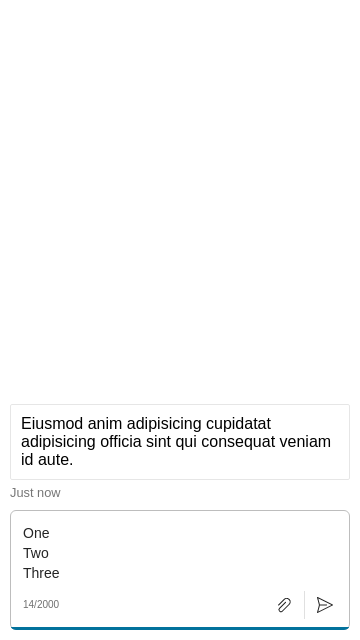 Eiusmod anim adipisicing cupidatat
adipisicing officia sint qui consequat veniam
id aute.
Just now
One
Two
Three
14/2000